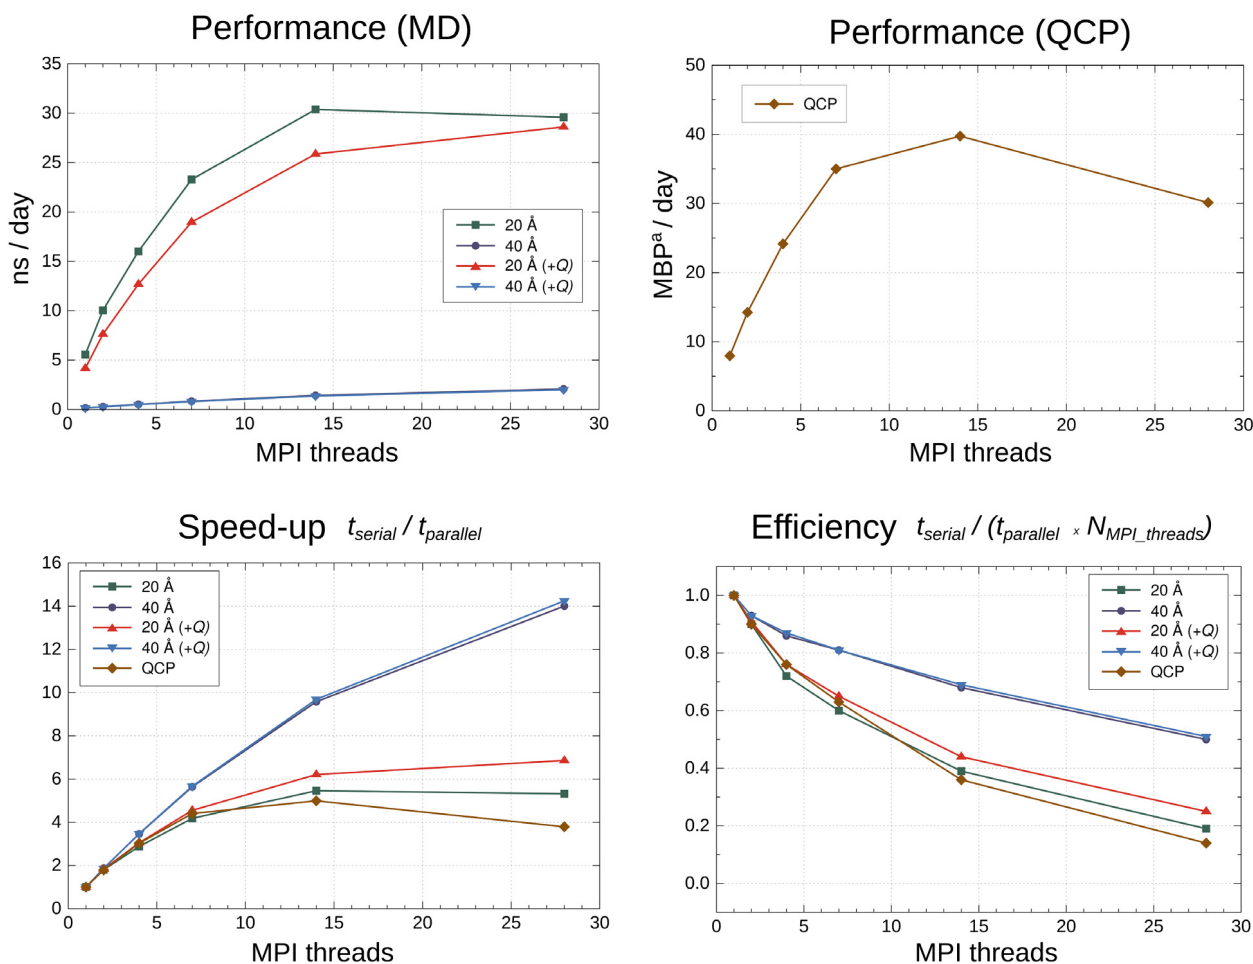 Performance (MD)
35
30
25
20
15
10
5
0
ns / day
20 Å
40 Å
20 Å (+Q)
40 Å (+Q)
0 5 10 15 20 25 30
MPI threads
Performance (QCP)
50
40
30
20
10
0
MBPª / day
QCP
0 5 10 15 20 25 30
MPI threads
Speed-up t_serial / t_parallel
16
14
12
10
8
6
4
2
0
20 Å
40 Å
20 Å (+Q)
40 Å (+Q)
QCP
0 5 10 15 20 25 30
MPI threads
Efficiency t_serial / (t_parallel x N_MPI_threads)
1.0
0.8
0.6
0.4
0.2
0.0
20 Å
40 Å
20 Å (+Q)
40 Å (+Q)
QCP
0 5 10 15 20 25 30
MPI threads